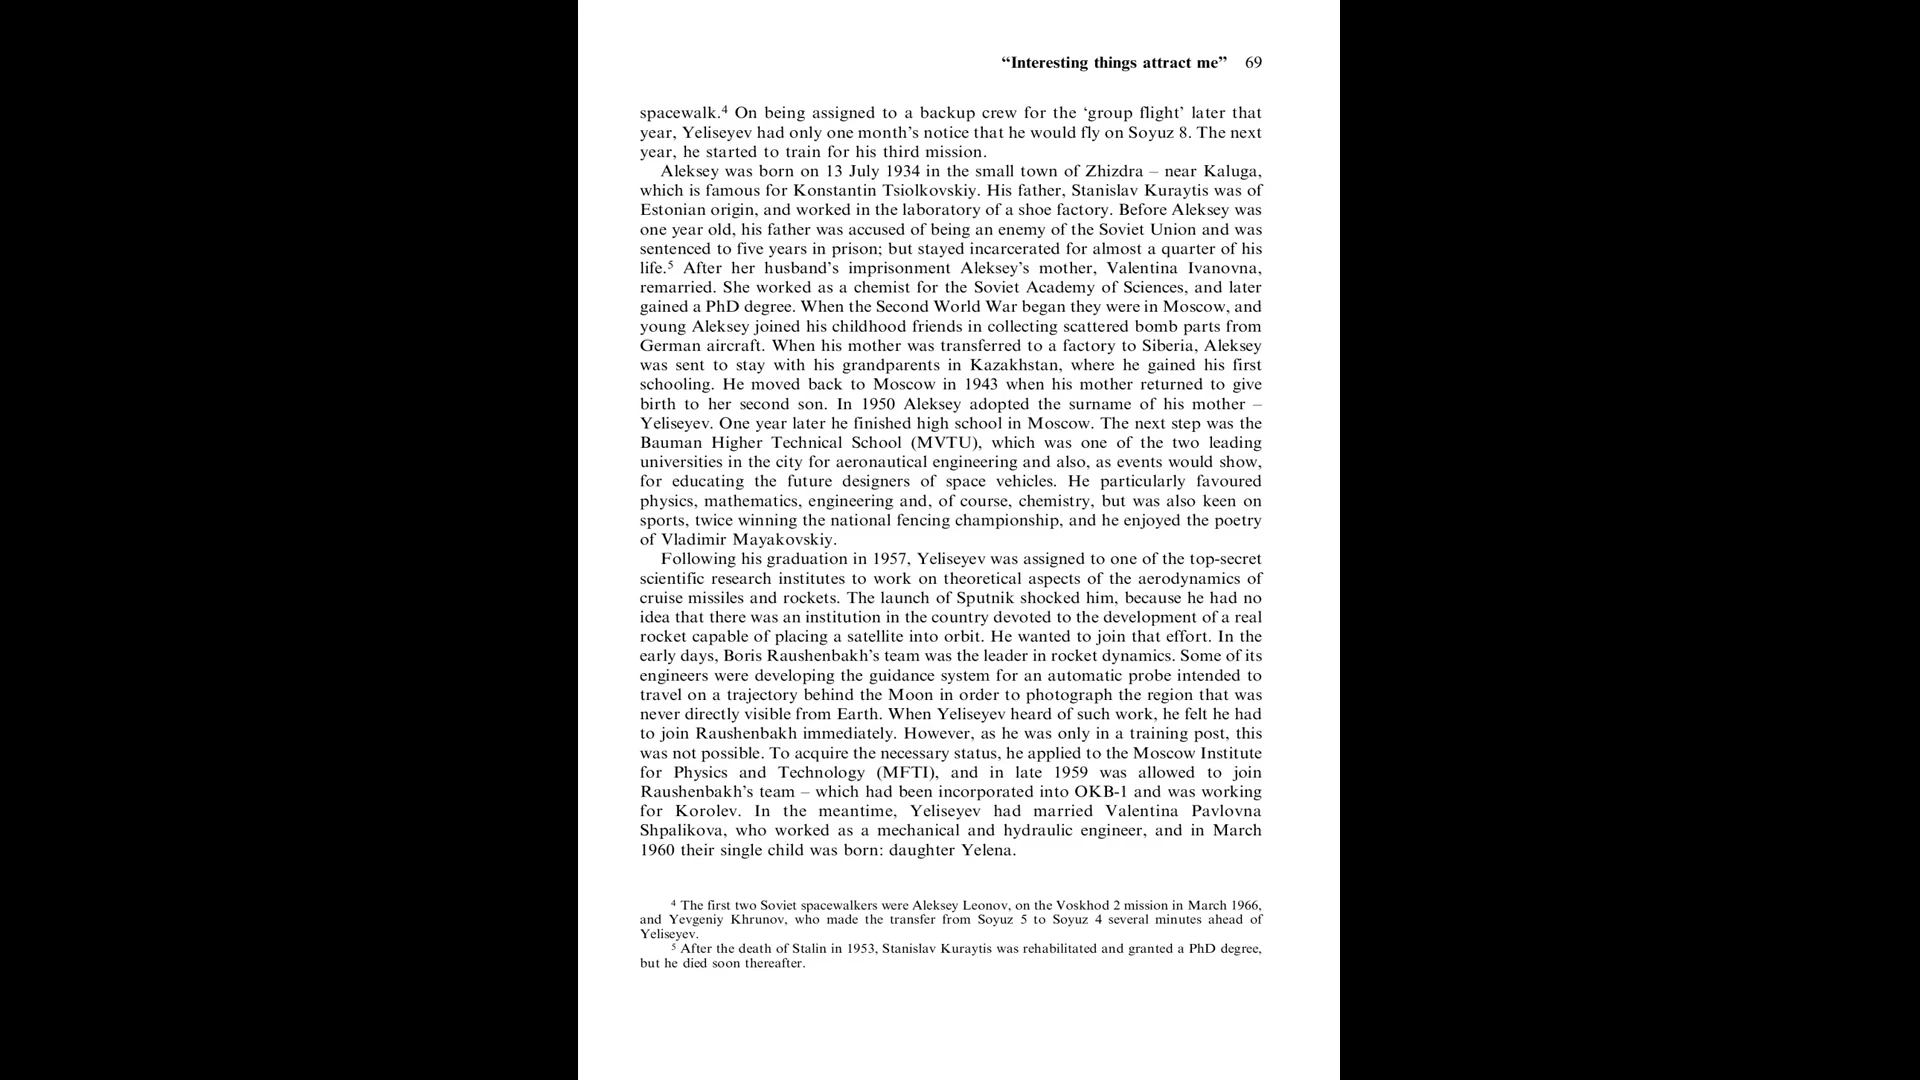 “Interesting things attract me” 69
spacewalk.⁴ On being assigned to a backup crew for the ‘group flight’ later that
year, Yeliseyev had only one month’s notice that he would fly on Soyuz 8. The next
year, he started to train for his third mission.
Aleksey was born on 13 July 1934 in the small town of Zhizdra – near Kaluga,
which is famous for Konstantin Tsiolkovskiy. His father, Stanislav Kuraytis was of
Estonian origin, and worked in the laboratory of a shoe factory. Before Aleksey was
one year old, his father was accused of being an enemy of the Soviet Union and was
sentenced to five years in prison; but stayed incarcerated for almost a quarter of his
life.⁵ After her husband’s imprisonment Aleksey’s mother, Valentina Ivanovna,
remarried. She worked as a chemist for the Soviet Academy of Sciences, and later
gained a PhD degree. When the Second World War began they were in Moscow, and
young Aleksey joined his childhood friends in collecting scattered bomb parts from
German aircraft. When his mother was transferred to a factory to Siberia, Aleksey
was sent to stay with his grandparents in Kazakhstan, where he gained his first
schooling. He moved back to Moscow in 1943 when his mother returned to give
birth to her second son. In 1950 Aleksey adopted the surname of his mother –
Yeliseyev. One year later he finished high school in Moscow. The next step was the
Bauman Higher Technical School (MVTU), which was one of the two leading
universities in the city for aeronautical engineering and also, as events would show,
for educating the future designers of space vehicles. He particularly favoured
physics, mathematics, engineering and, of course, chemistry, but was also keen on
sports, twice winning the national fencing championship, and he enjoyed the poetry
of Vladimir Mayakovskiy.
Following his graduation in 1957, Yeliseyev was assigned to one of the top-secret
scientific research institutes to work on theoretical aspects of the aerodynamics of
cruise missiles and rockets. The launch of Sputnik shocked him, because he had no
idea that there was an institution in the country devoted to the development of a real
rocket capable of placing a satellite into orbit. He wanted to join that effort. In the
early days, Boris Raushenbakh’s team was the leader in rocket dynamics. Some of its
engineers were developing the guidance system for an automatic probe intended to
travel on a trajectory behind the Moon in order to photograph the region that was
never directly visible from Earth. When Yeliseyev heard of such work, he felt he had
to join Raushenbakh immediately. However, as he was only in a training post, this
was not possible. To acquire the necessary status, he applied to the Moscow Institute
for Physics and Technology (MFTI), and in late 1959 was allowed to join
Raushenbakh’s team – which had been incorporated into OKB-1 and was working
for Korolev. In the meantime, Yeliseyev had married Valentina Pavlovna
Shpalikova, who worked as a mechanical and hydraulic engineer, and in March
1960 their single child was born: daughter Yelena.
⁴ The first two Soviet spacewalkers were Aleksey Leonov, on the Voskhod 2 mission in March 1966,
and Yevgeniy Khrunov, who made the transfer from Soyuz 5 to Soyuz 4 several minutes ahead of
Yeliseyev.
⁵ After the death of Stalin in 1953, Stanislav Kuraytis was rehabilitated and granted a PhD degree,
but he died soon thereafter.